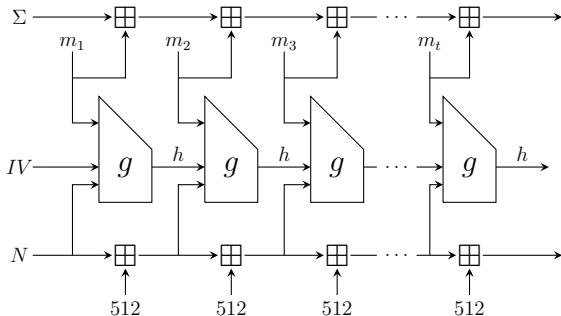 Σ ···
m₁ m₂ m₃ mₜ
g g g g
IV h h ··· h
N ···
512 512 512 512